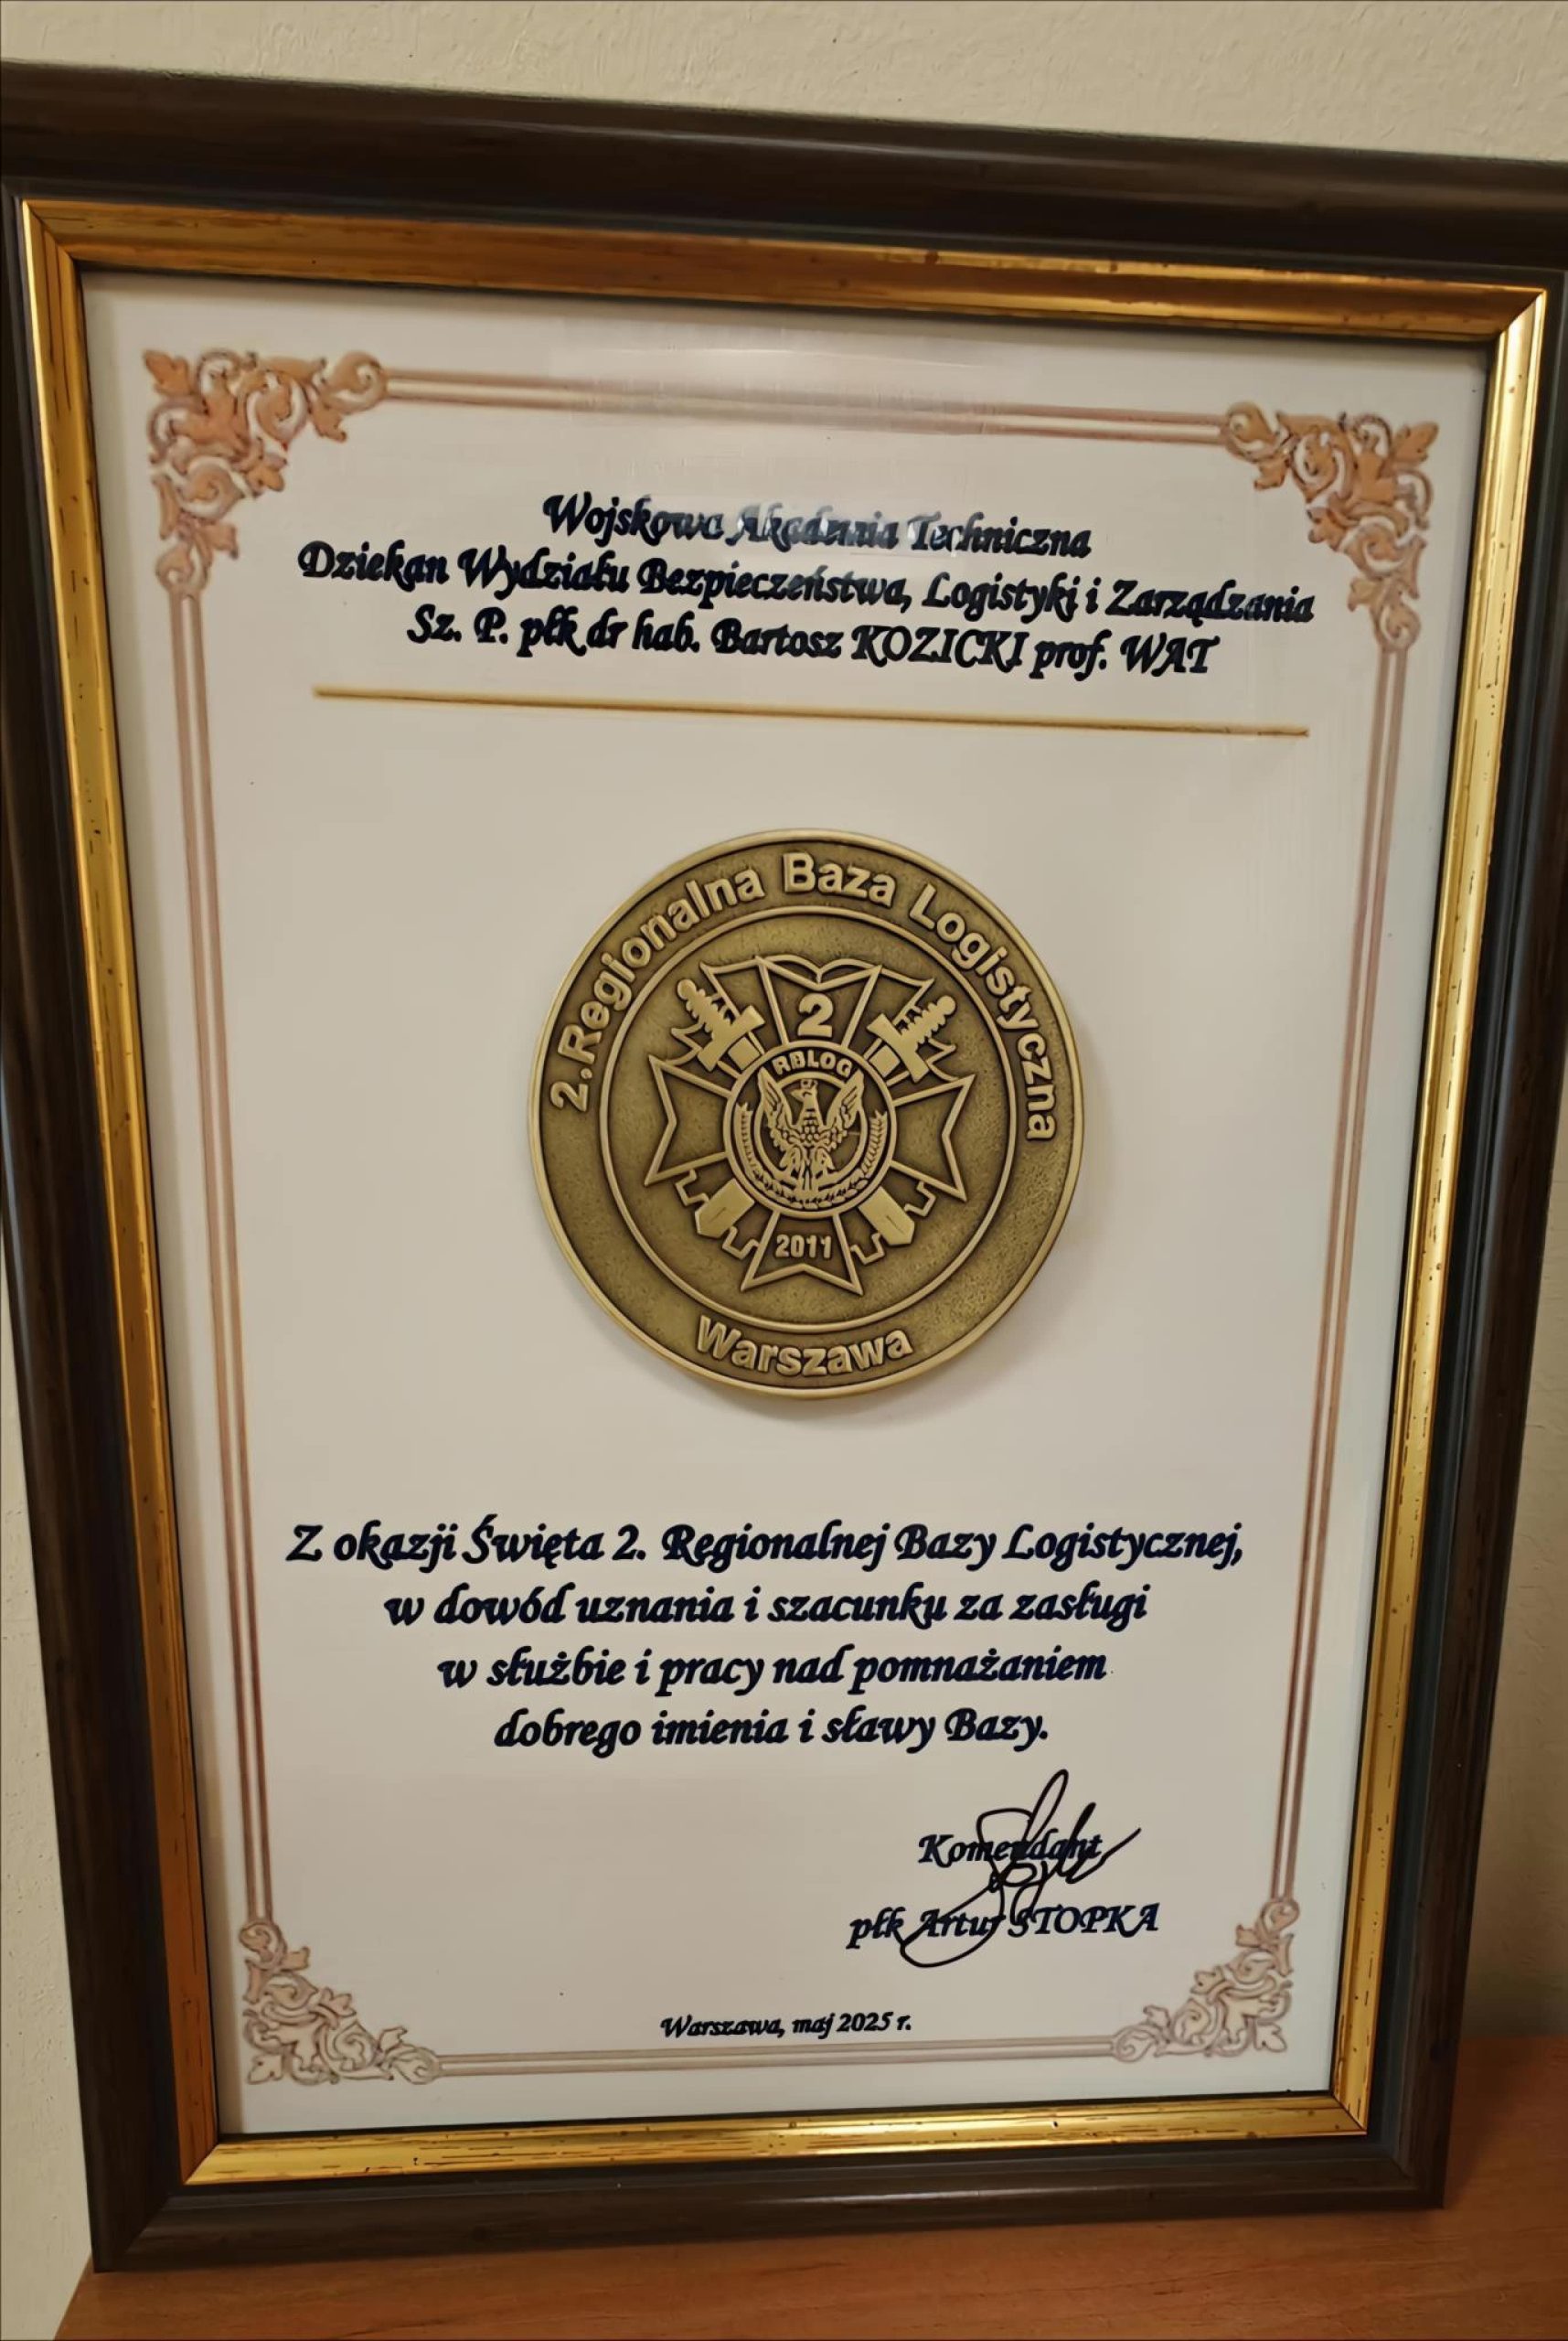 Wojskowa Akademia Techniczna
Dziekan Wydziału Bezpieczeństwa, Logistyki i Zarządzania
Sz. P. płk dr hab. Bartosz KOZICKI prof. WAT
2.Regionalna Baza Logistyczna
2
RBLOG
2011
Warszawa
Z okazji Święta 2. Regionalnej Bazy Logistycznej,
w dowód uznania i szacunku za zasługi
w służbie i pracy nad pomnażaniem
dobrego imienia i sławy Bazy.
Komendant
płk Artur STOPKA
Warszawa, maj 2025 r.